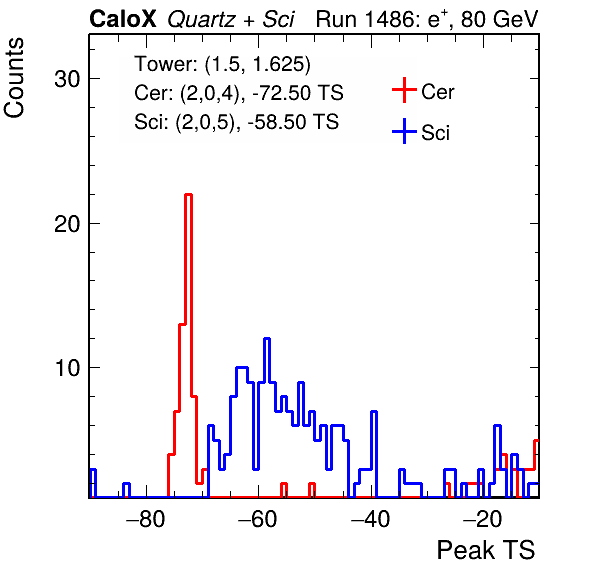 CaloX Quartz + Sci Run 1486: e+, 80 GeV
Counts
Tower: (1.5, 1.625)
Cer: (2,0,4), -72.50 TS
Sci: (2,0,5), -58.50 TS
Cer
Sci
30
20
10
−80 −60 −40 −20
Peak TS